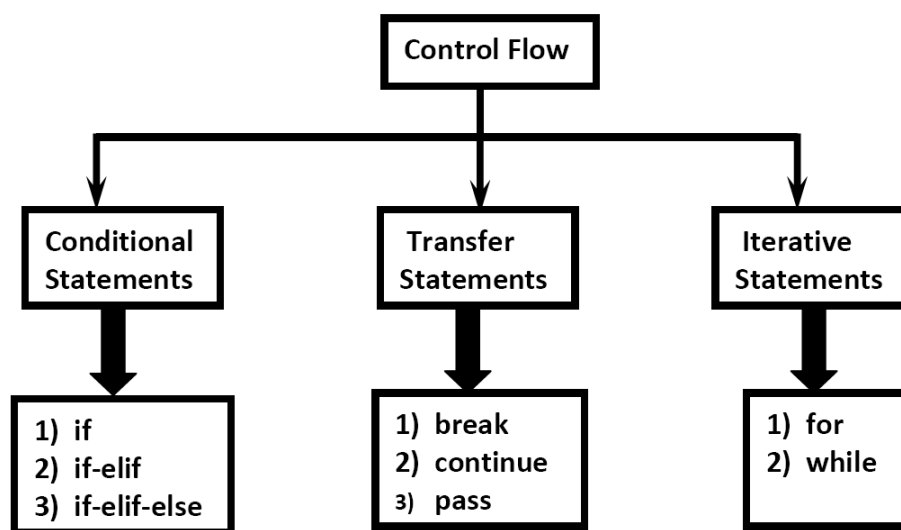 Control Flow
Conditional
Statements
Transfer
Statements
Iterative
Statements
1) if
2) if-elif
3) if-elif-else
1) break
2) continue
3) pass
1) for
2) while